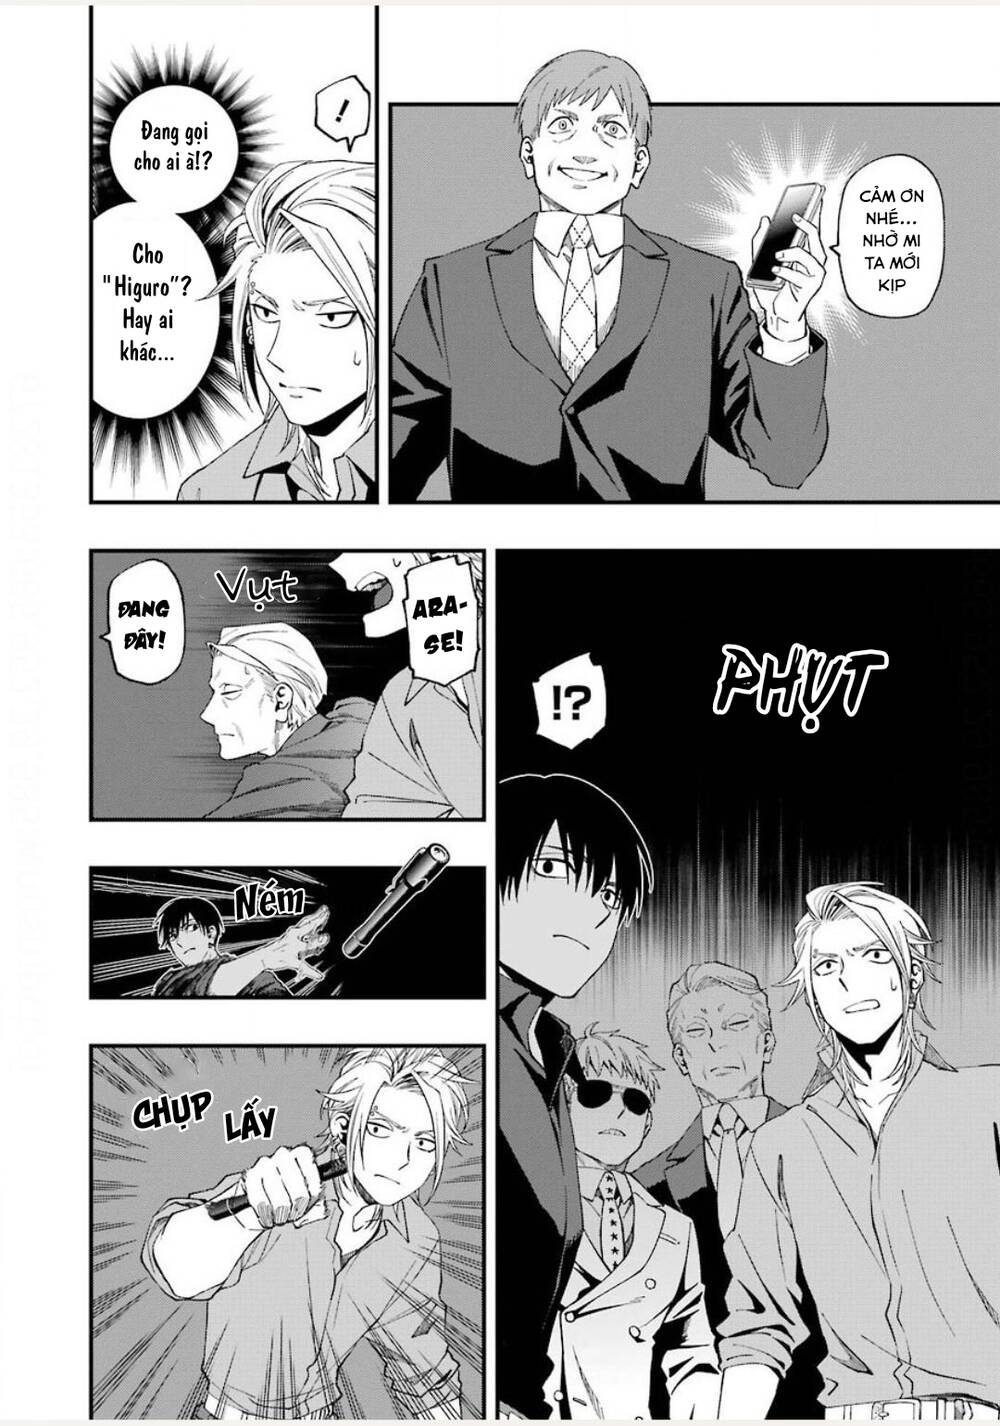 CẢM ƠN
NHÉ...
NHỜ MI
TA MỚI
KỊP
!
Đang gọi
cho ai à!?
Cho
"Higuro"?
Hay ai
khác...
PHỤT
!?
ARA-
SE!
Vụt
ĐANG
ĐÂY!
Ném
CHỤP LẤY